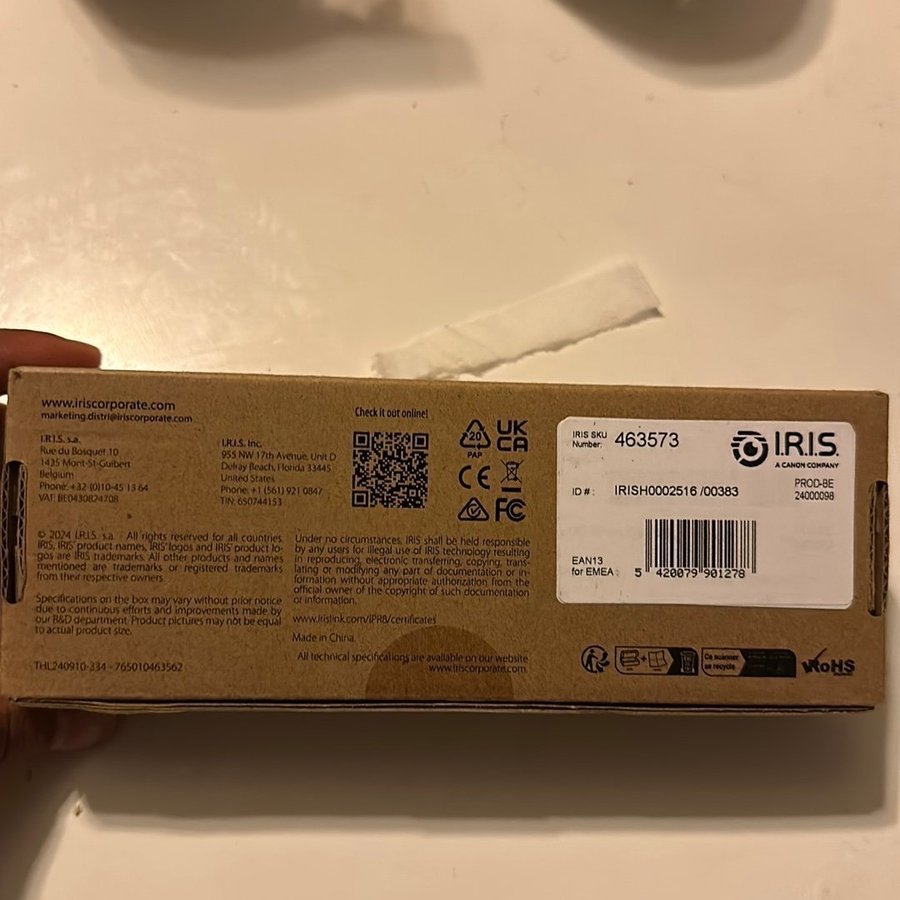 www.iriscorporate.com
marketing.distri@iriscorporate.com
I.R.I.S. s.a.
Rue du Bosquet 10
1435 Mont-St-Guibert
Belgium
Phone: +32 (0)10-45 13 64
VAT: BE0430824708
I.R.I.S. Inc.
955 NW 17th Avenue, Unit D
Delray Beach, Florida 33445
United States
Phone: +1 (561) 921 0847
TIN: 650744153
Check it out online!
20
PAP
UK
CA
CE
FC
© 2024 I.R.I.S. s.a. - All rights reserved for all countries
IRIS, IRIS product names, IRIS logos and IRIS product lo-
gos are IRIS trademarks. All other products and names
mentioned are trademarks or registered trademarks
from their respective owners.
Specifications on the box may vary without prior notice
due to continuous efforts and improvements made by
our R&D department. Product pictures may not be equal
to actual product size.
THL240910-334 - 765010463562
Under no circumstances, IRIS shall be held responsible
by any users for illegal use of IRIS technology resulting
in reproducing, electronic transferring, copying, trans-
lating or modifying any part of documentation or in-
formation without appropriate authorization from the
official owner of the copyright of such documentation
or information.
www.irislink.com/IPR8/certificates
Made in China.
All technical specifications are available on our website
www.iriscorporate.com
IRIS SKU
Number: 463573
I.R.I.S.
A CANON COMPANY
ID # : IRISH0002516 /00383
PROD-BE
24000098
EAN13
for EMEA
5 420079 901278
Ce scanner
se recycle
RoHS